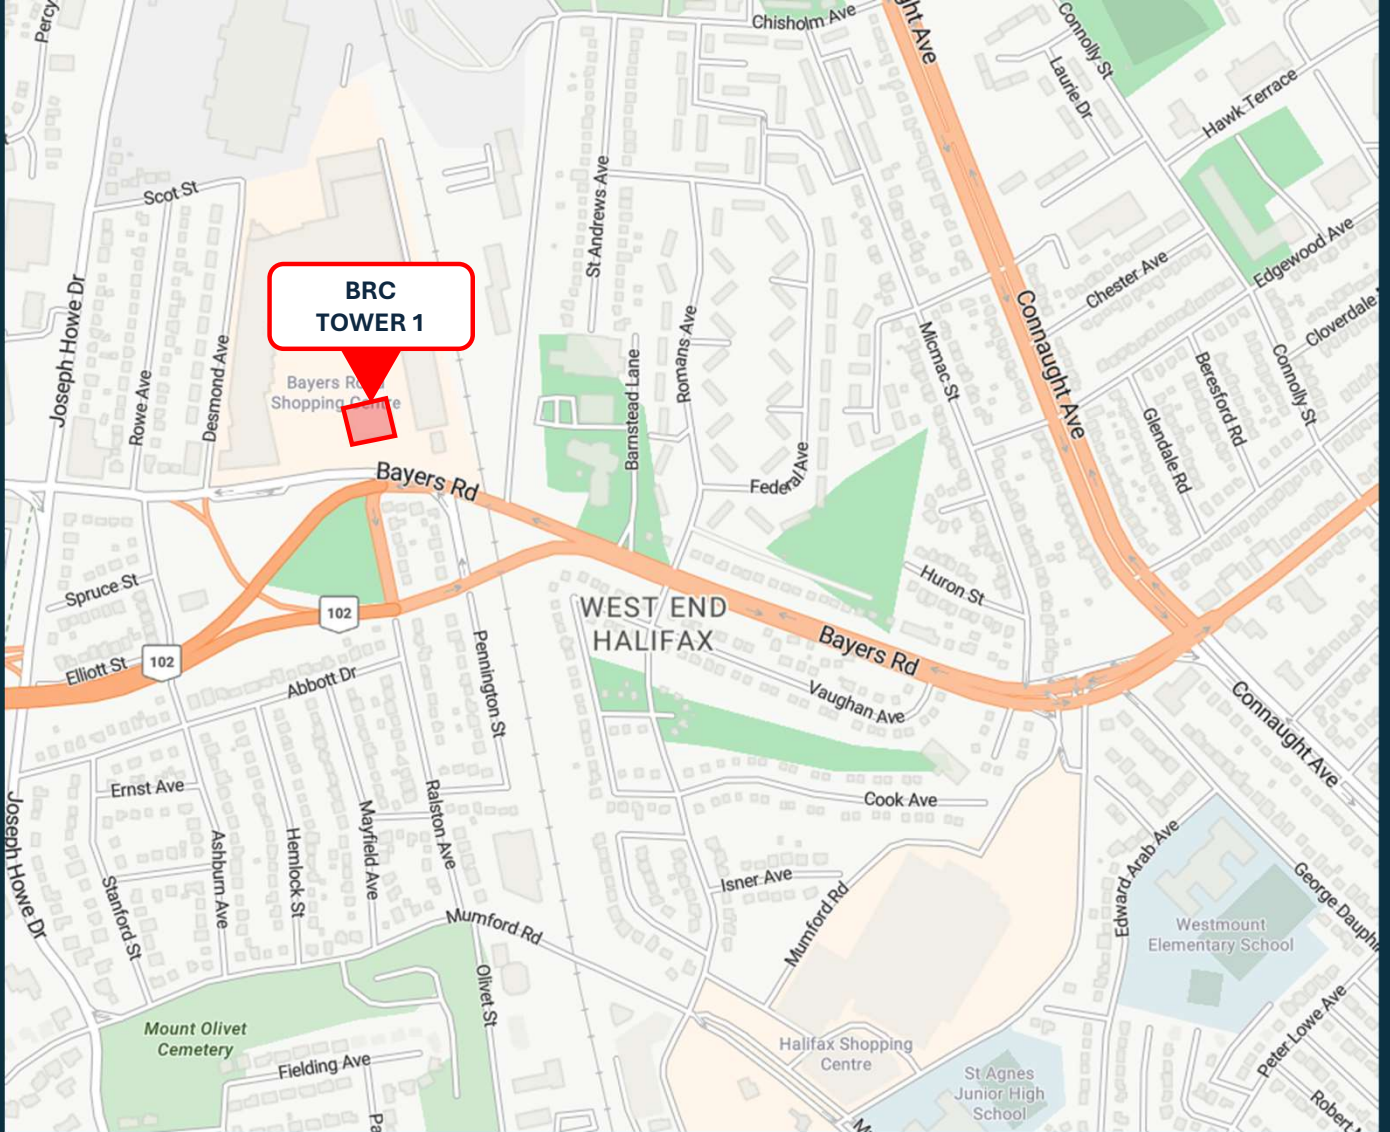 Percy
Chisholm Ave
ght Ave
Connolly St
Laurie Dr
Hawk Terrace
Scot St
St Andrews Ave
Edgewood Ave
Chester Ave
Cloverdale
BRC
TOWER 1
Joseph Howe Dr
Rowe Ave
Desmond Ave
Bayers Road
Shopping Centre
Barnstead Lane
Romans Ave
Micmac St
Connaught Ave
Beresford Rd
Connolly St
Glendale Rd
Bayers Rd
Federal Ave
Spruce St
102
102
Elliott St
Abbott Dr
Pennington St
WEST END
HALIFAX
Huron St
Bayers Rd
Vaughan Ave
Connaught Ave
Ernst Ave
Joseph Howe Dr
Ashburn Ave
Hemlock St
Mayfield Ave
Ralston Ave
Stanford St
Cook Ave
Isner Ave
Mumford Rd
Mumford Rd
Edward Arab Ave
George Dauph
Westmount
Elementary School
Olivet St
Mount Olivet
Cemetery
Fielding Ave
Pa
Halifax Shopping
Centre
St Agnes
Junior High
School
Peter Lowe Ave
Robert
M